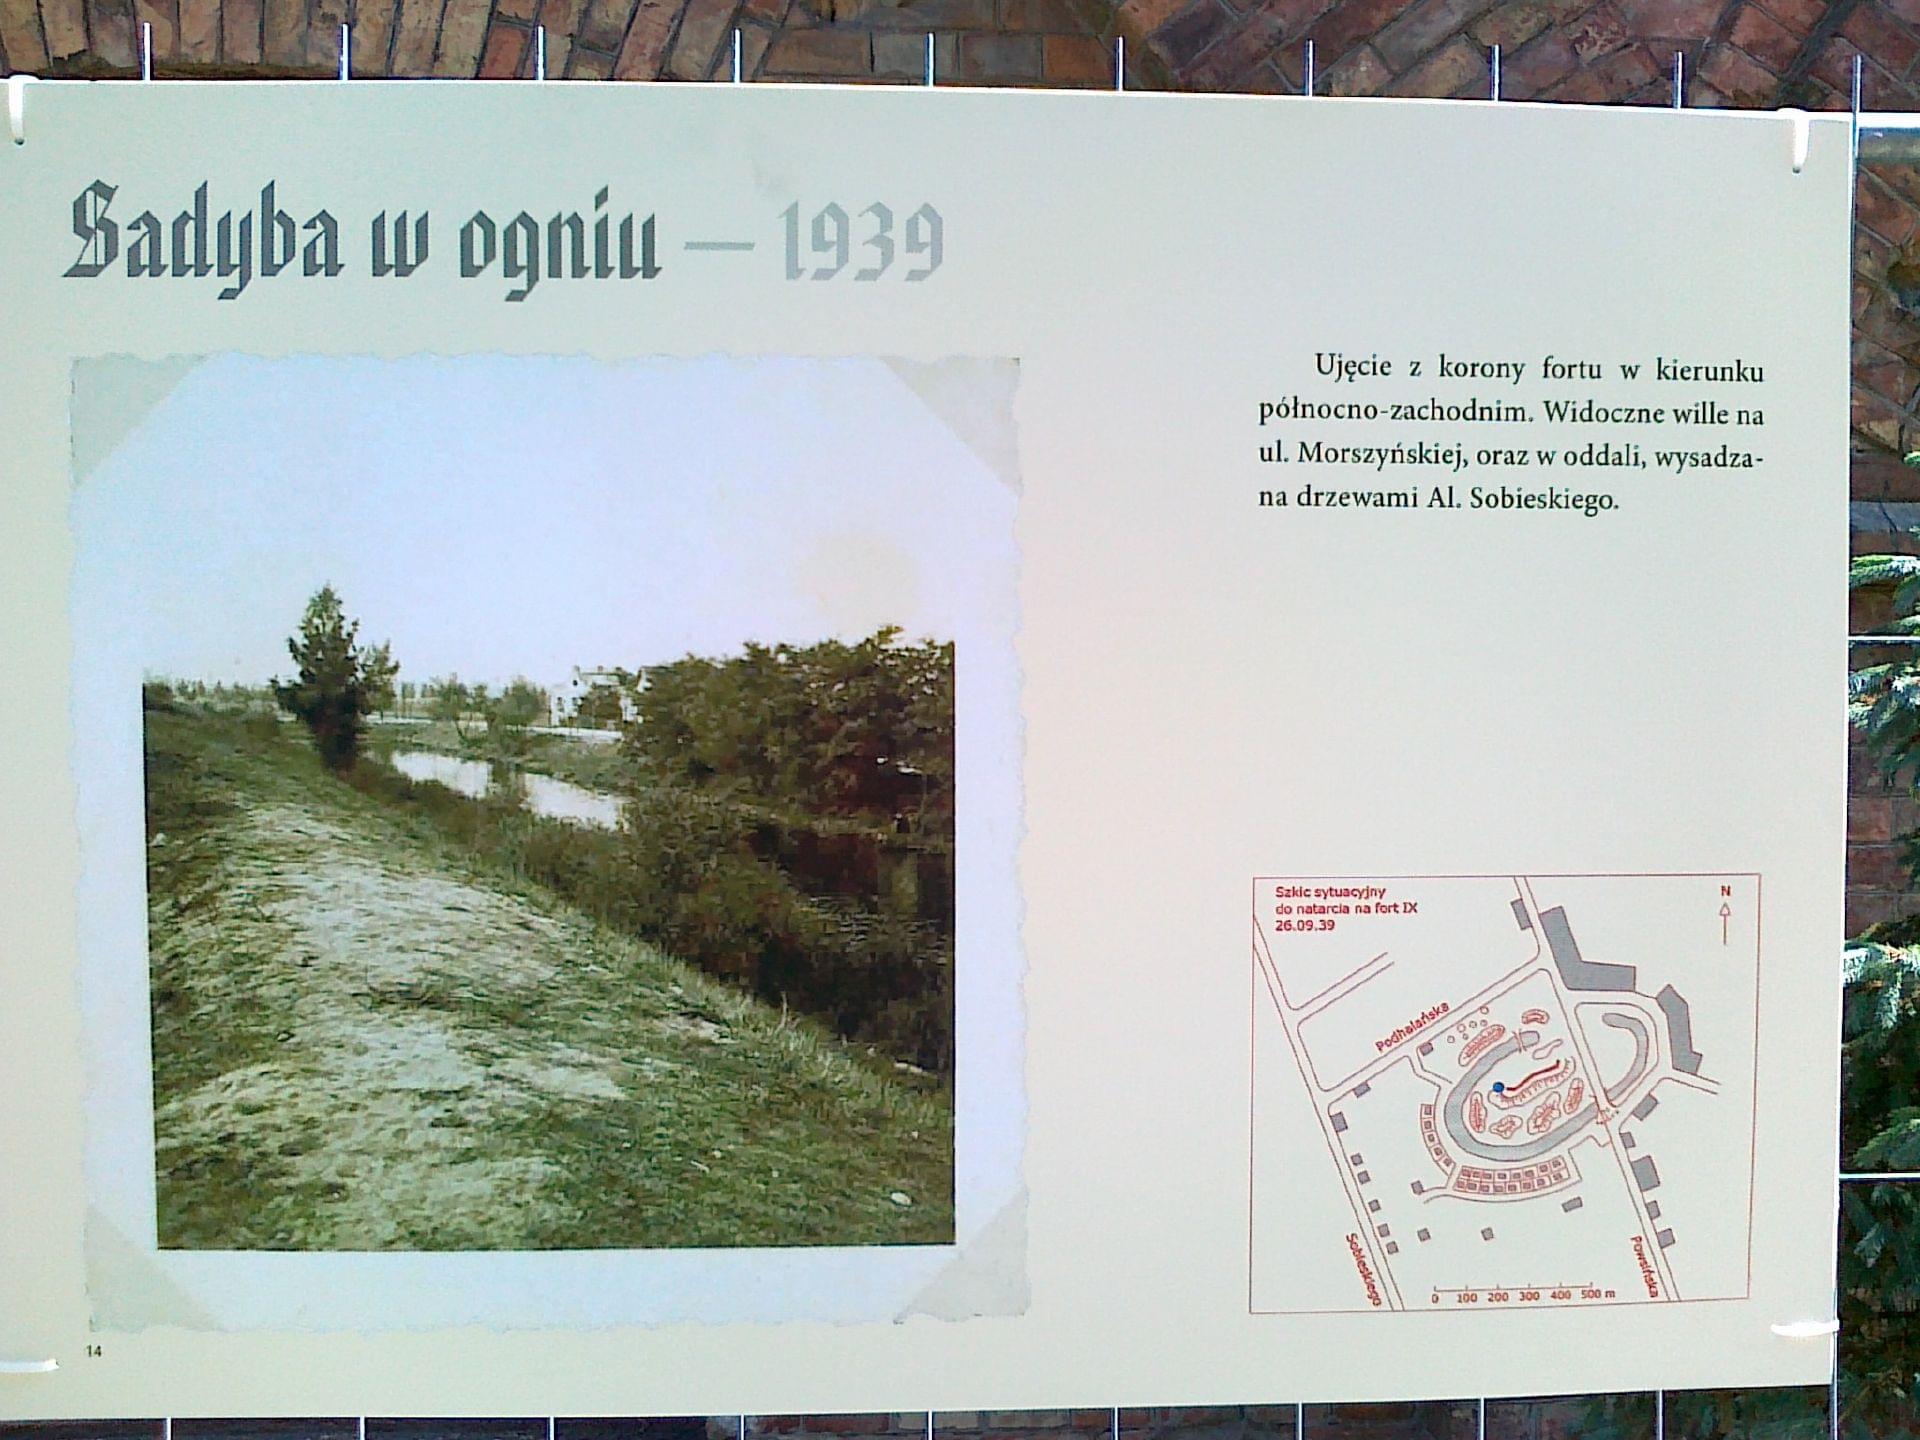 Sadyba w ogniu – 1939
Ujęcie z korony fortu w kierunku
północno-zachodnim. Widoczne wille na
ul. Morszyńskiej, oraz w oddali, wysadza-
na drzewami Al. Sobieskiego.
Szkic sytuacyjny
do natarcia na fort IX
26.09.39
N
Podhalańska
Sobieskiego
Powsińska
0 100 200 300 400 500 m
14